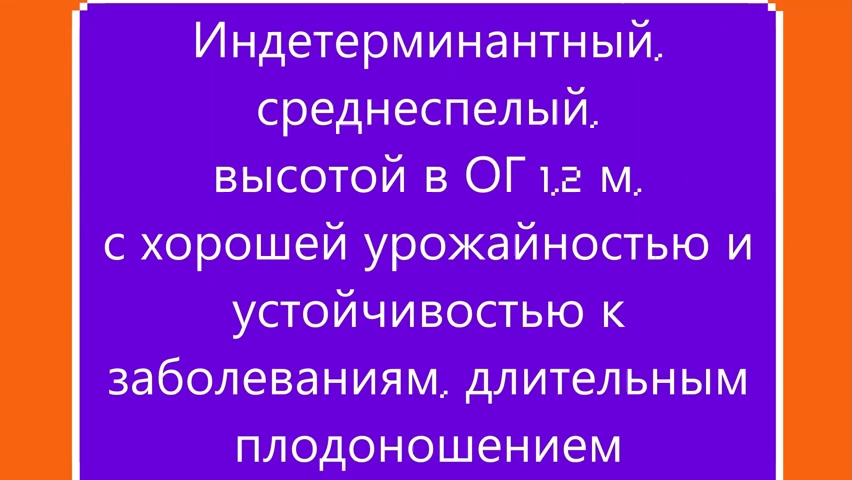 Индетерминантный,
среднеспелый,
высотой в ОГ 1,2 м,
с хорошей урожайностью и
устойчивостью к
заболеваниям, длительным
плодоношением